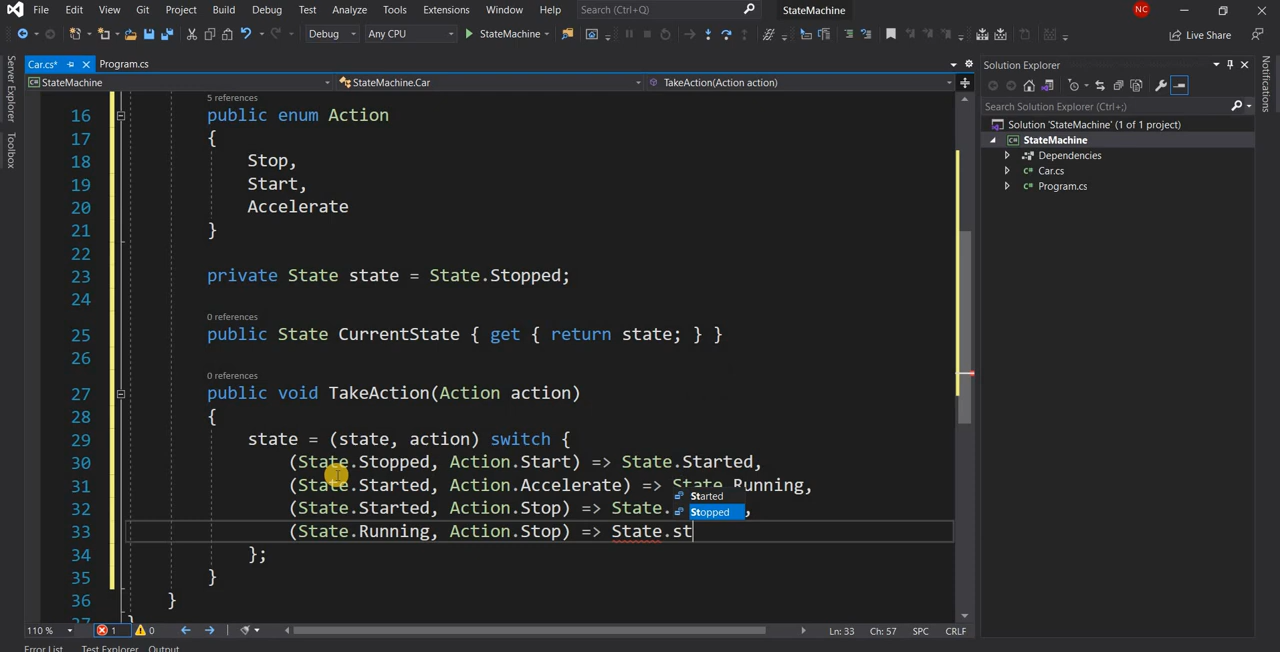 File Edit View Git Project Build Debug Test Analyze Tools Extensions Window Help Search (Ctrl+Q) StateMachine NC
Debug Any CPU StateMachine Live Share
Server Explorer
Toolbox
Car.cs* Program.cs
StateMachine StateMachine.Car TakeAction(Action action)
5 references
16 public enum Action
17 {
18 Stop,
19 Start,
20 Accelerate
21 }
22
23 private State state = State.Stopped;
24
0 references
25 public State CurrentState { get { return state; } }
26
0 references
27 public void TakeAction(Action action)
28 {
29 state = (state, action) switch {
30 (State.Stopped, Action.Start) => State.Started,
31 (State.Started, Action.Accelerate) => State.Running,
Started
32 (State.Started, Action.Stop) => State. ,
Stopped
33 (State.Running, Action.Stop) => State.st
34 };
35 }
36 }
37 }
110 % 1 0 Ln: 33 Ch: 57 SPC CRLF
Error List Test Explorer Output
Solution Explorer
Search Solution Explorer (Ctrl+;)
Solution 'StateMachine' (1 of 1 project)
StateMachine
Dependencies
Car.cs
Program.cs
Notifications